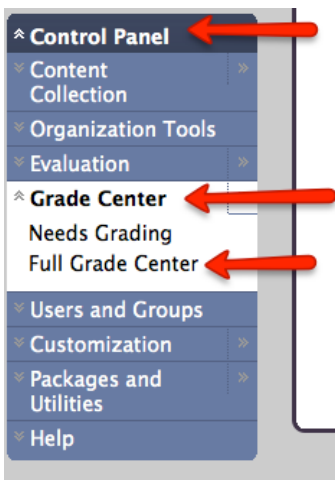 Control Panel
Content
Collection
Organization Tools
Evaluation
Grade Center
Needs Grading
Full Grade Center
Users and Groups
Customization
Packages and
Utilities
Help